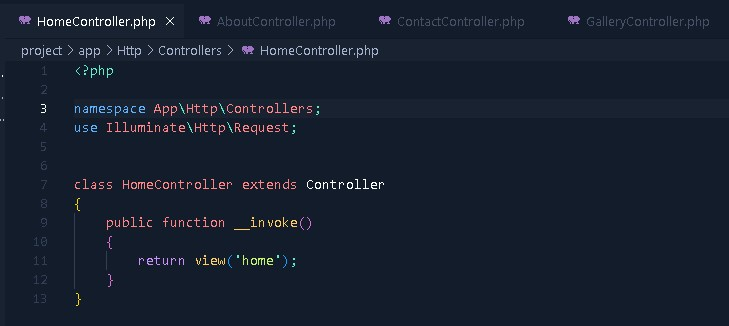 HomeController.php × AboutController.php ContactController.php GalleryController.php
project > app > Http > Controllers > HomeController.php
1 <?php
2
3 namespace App\Http\Controllers;
4 use Illuminate\Http\Request;
5
6
7 class HomeController extends Controller
8 {
9     public function __invoke()
10     {
11         return view('home');
12     }
13 }